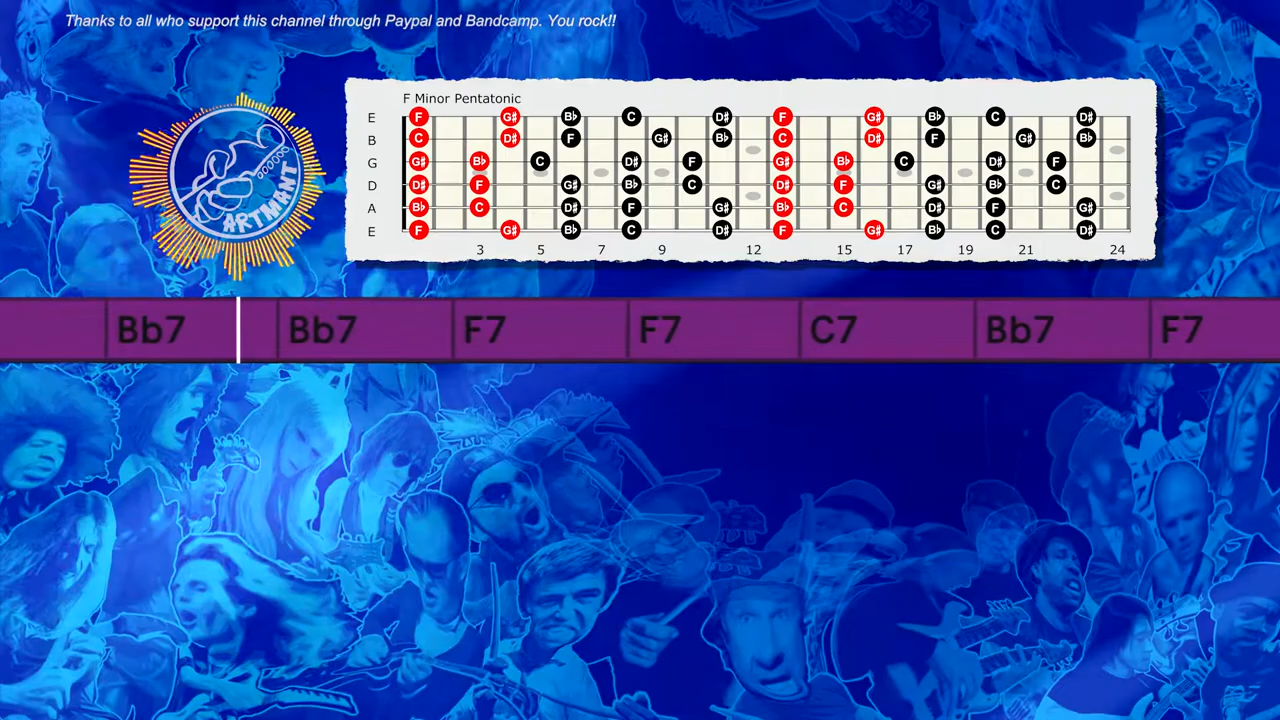 Thanks to all who support this channel through Paypal and Bandcamp. You rock!!
F Minor Pentatonic
E F G# B♭ C D# F G# B♭ C D#
B C D# F G# B♭ C D# F G# B♭
G G# B♭ C D# F G# B♭ C D# F
D D# F G# B♭ C D# F G# B♭ C
A B♭ C D# F G# B♭ C D# F G#
E F G# B♭ C D# F G# B♭ C D#
3 5 7 9 12 15 17 19 21 24
ARTMHNT
Bb7 Bb7 F7 F7 C7 Bb7 F7